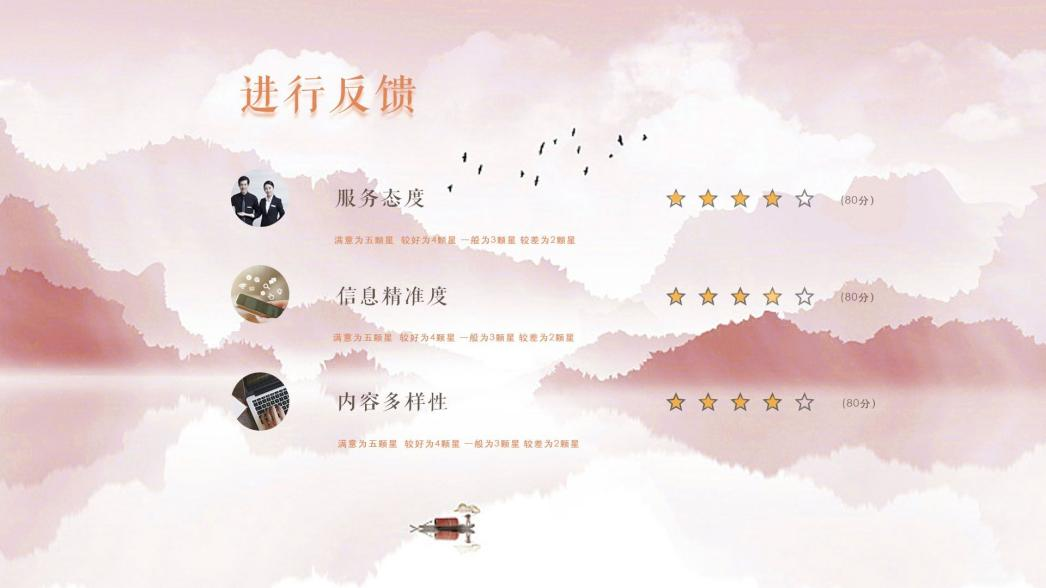 进行反馈
服务态度 (80分)
满意为五颗星 较好为4颗星 一般为3颗星 较差为2颗星
信息精准度 (80分)
满意为五颗星 较好为4颗星 一般为3颗星 较差为2颗星
内容多样性 (80分)
满意为五颗星 较好为4颗星 一般为3颗星 较差为2颗星